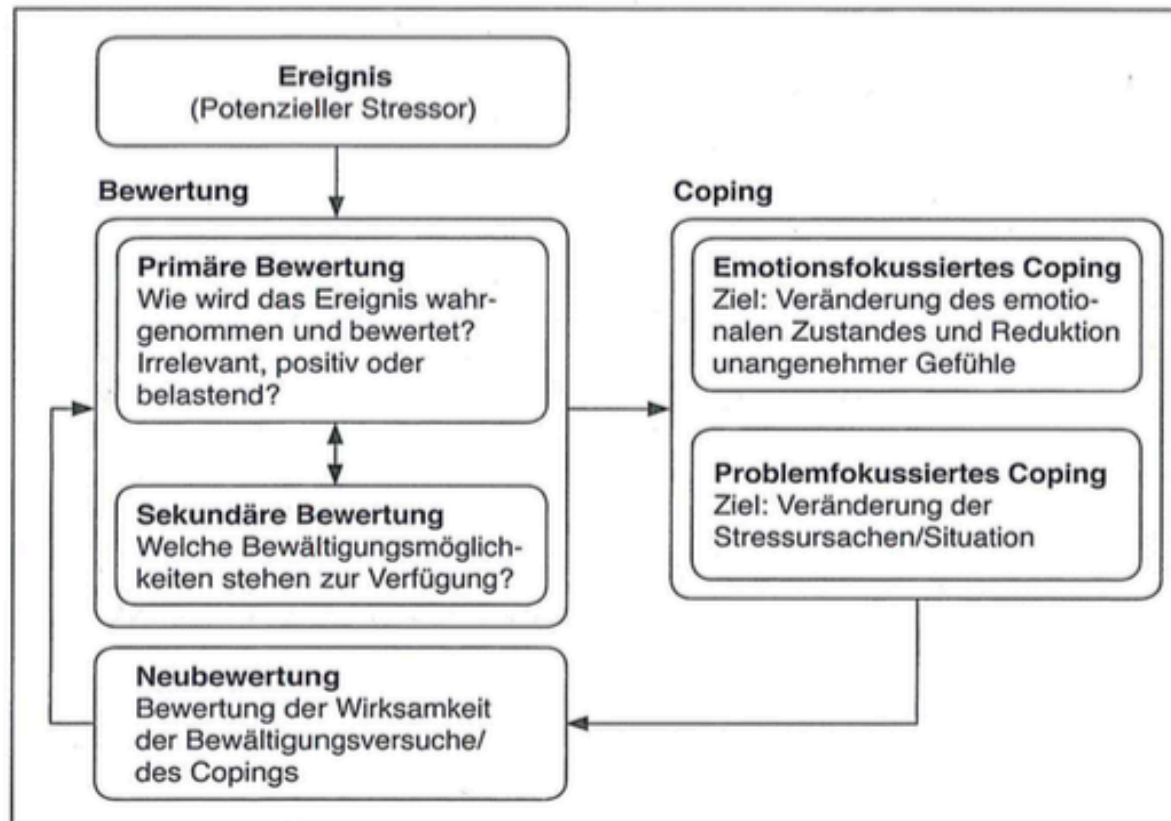 Ereignis
(Potenzieller Stressor)
Bewertung
Primäre Bewertung
Wie wird das Ereignis wahr-
genommen und bewertet?
Irrelevant, positiv oder
belastend?
Sekundäre Bewertung
Welche Bewältigungsmöglich-
keiten stehen zur Verfügung?
Neubewertung
Bewertung der Wirksamkeit
der Bewältigungsversuche/
des Copings
Coping
Emotionsfokussiertes Coping
Ziel: Veränderung des emotio-
nalen Zustandes und Reduktion
unangenehmer Gefühle
Problemfokussiertes Coping
Ziel: Veränderung der
Stressursachen/Situation